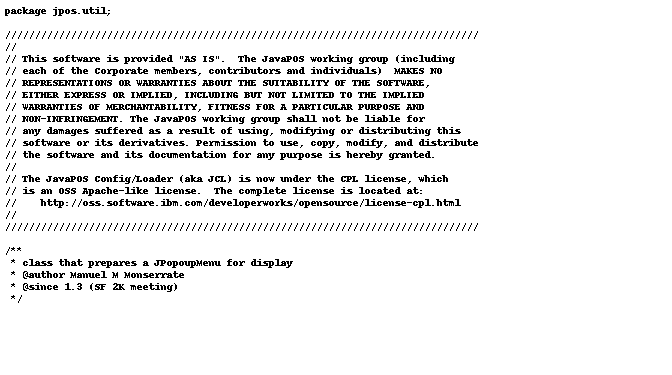 package jpos.util;

///////////////////////////////////////////////////////////////////////////////
//
// This software is provided "AS IS".  The JavaPOS working group (including
// each of the Corporate members, contributors and individuals)  MAKES NO
// REPRESENTATIONS OR WARRANTIES ABOUT THE SUITABILITY OF THE SOFTWARE,
// EITHER EXPRESS OR IMPLIED, INCLUDING BUT NOT LIMITED TO THE IMPLIED
// WARRANTIES OF MERCHANTABILITY, FITNESS FOR A PARTICULAR PURPOSE AND
// NON-INFRINGEMENT. The JavaPOS working group shall not be liable for
// any damages suffered as a result of using, modifying or distributing this
// software or its derivatives. Permission to use, copy, modify, and distribute
// the software and its documentation for any purpose is hereby granted.
//
// The JavaPOS Config/Loader (aka JCL) is now under the CPL license, which
// is an OSS Apache-like license.  The complete license is located at:
//    http://oss.software.ibm.com/developerworks/opensource/license-cpl.html
//
///////////////////////////////////////////////////////////////////////////////

/**
 * class that prepares a JPopoupMenu for display
 * @author Manuel M Monserrate
 * @since 1.3 (SF 2K meeting)
 */